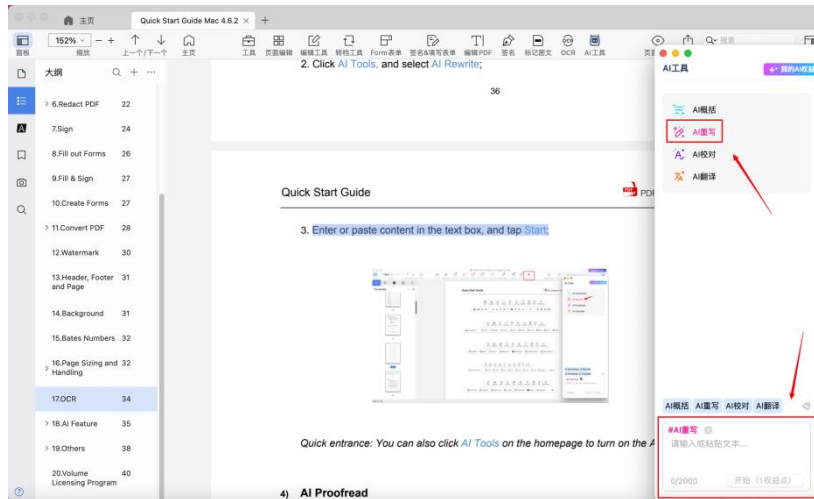 主页
Quick Start Guide Mac 4.6.2 × +
152% − +
面板
缩放
上一个/下一个
主页
工具
页面编辑
编辑工具
转档工具
Form表单
签名&填写表单
编辑PDF
签名
标记密文
OCR
AI工具
搜索
大纲
> 6.Redact PDF 22
7.Sign 24
8.Fill out Forms 26
9.Fill & Sign 27
10.Create Forms 27
> 11.Convert PDF 28
12.Watermark 30
13.Header, Footer 31
and Page
14.Background 31
15.Bates Numbers 32
> 16.Page Sizing and 32
Handling
17.OCR 34
> 18.AI Feature 35
> 19.Others 38
20.Volume 40
Licensing Program
2. Click AI Tools, and select AI Rewrite;
36
Quick Start Guide
PDF
3. Enter or paste content in the text box, and tap Start;
Quick entrance: You can also click AI Tools on the homepage to turn on the A
4) AI Proofread
AI工具
我的AI权益
AI概括
AI重写
AI校对
AI翻译
AI概括 AI重写 AI校对 AI翻译
#AI重写
请输入或粘贴文本...
0/2000
开始（1权益点）